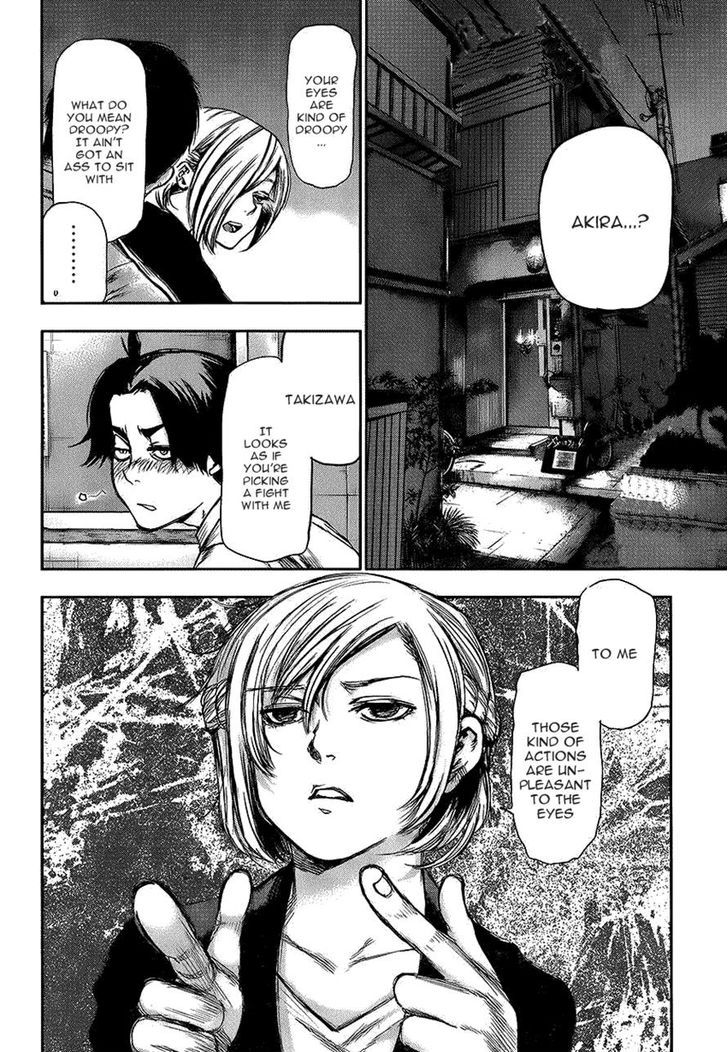 AKIRA...?
YOUR
EYES
ARE
KIND OF
DROOPY
...
WHAT DO
YOU MEAN
DROOPY?
IT AIN'T
GOT AN
ASS TO SIT
WITH
........
TAKIZAWA
IT
LOOKS
AS IF
YOU'RE
PICKING
A FIGHT
WITH ME
TO ME
THOSE
KIND OF
ACTIONS
ARE UN-
PLEASANT
TO THE
EYES